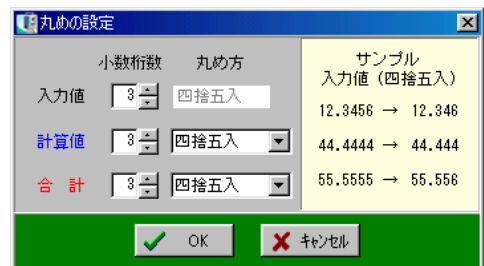 丸めの設定
小数桁数 丸め方
入力値 3 四捨五入
計算値 3 四捨五入
合 計 3 四捨五入
サンプル
入力値（四捨五入）
12.3456 → 12.346
44.4444 → 44.444
55.5555 → 55.556
OK キャンセル